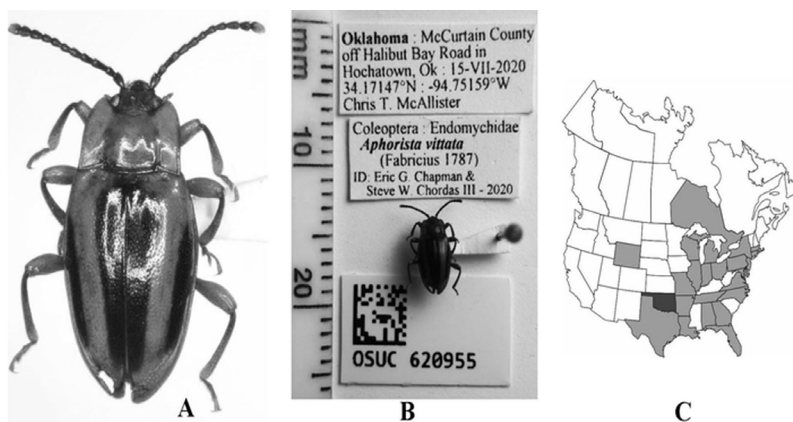 mm
10
20
Oklahoma : McCurtain County
off Halibut Bay Road in
Hochatown, Ok : 15-VII-2020
34.17147°N : -94.75159°W
Chris T. McAllister
Coleoptera : Endomychidae
Aphorista vittata
(Fabricius 1787)
ID: Eric G. Chapman &
Steve W. Chordas III - 2020
OSUC 620955
A
B
C